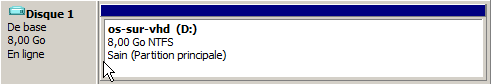 Disque 1
De base
8,00 Go
En ligne
os-sur-vhd (D:)
8,00 Go NTFS
Sain (Partition principale)